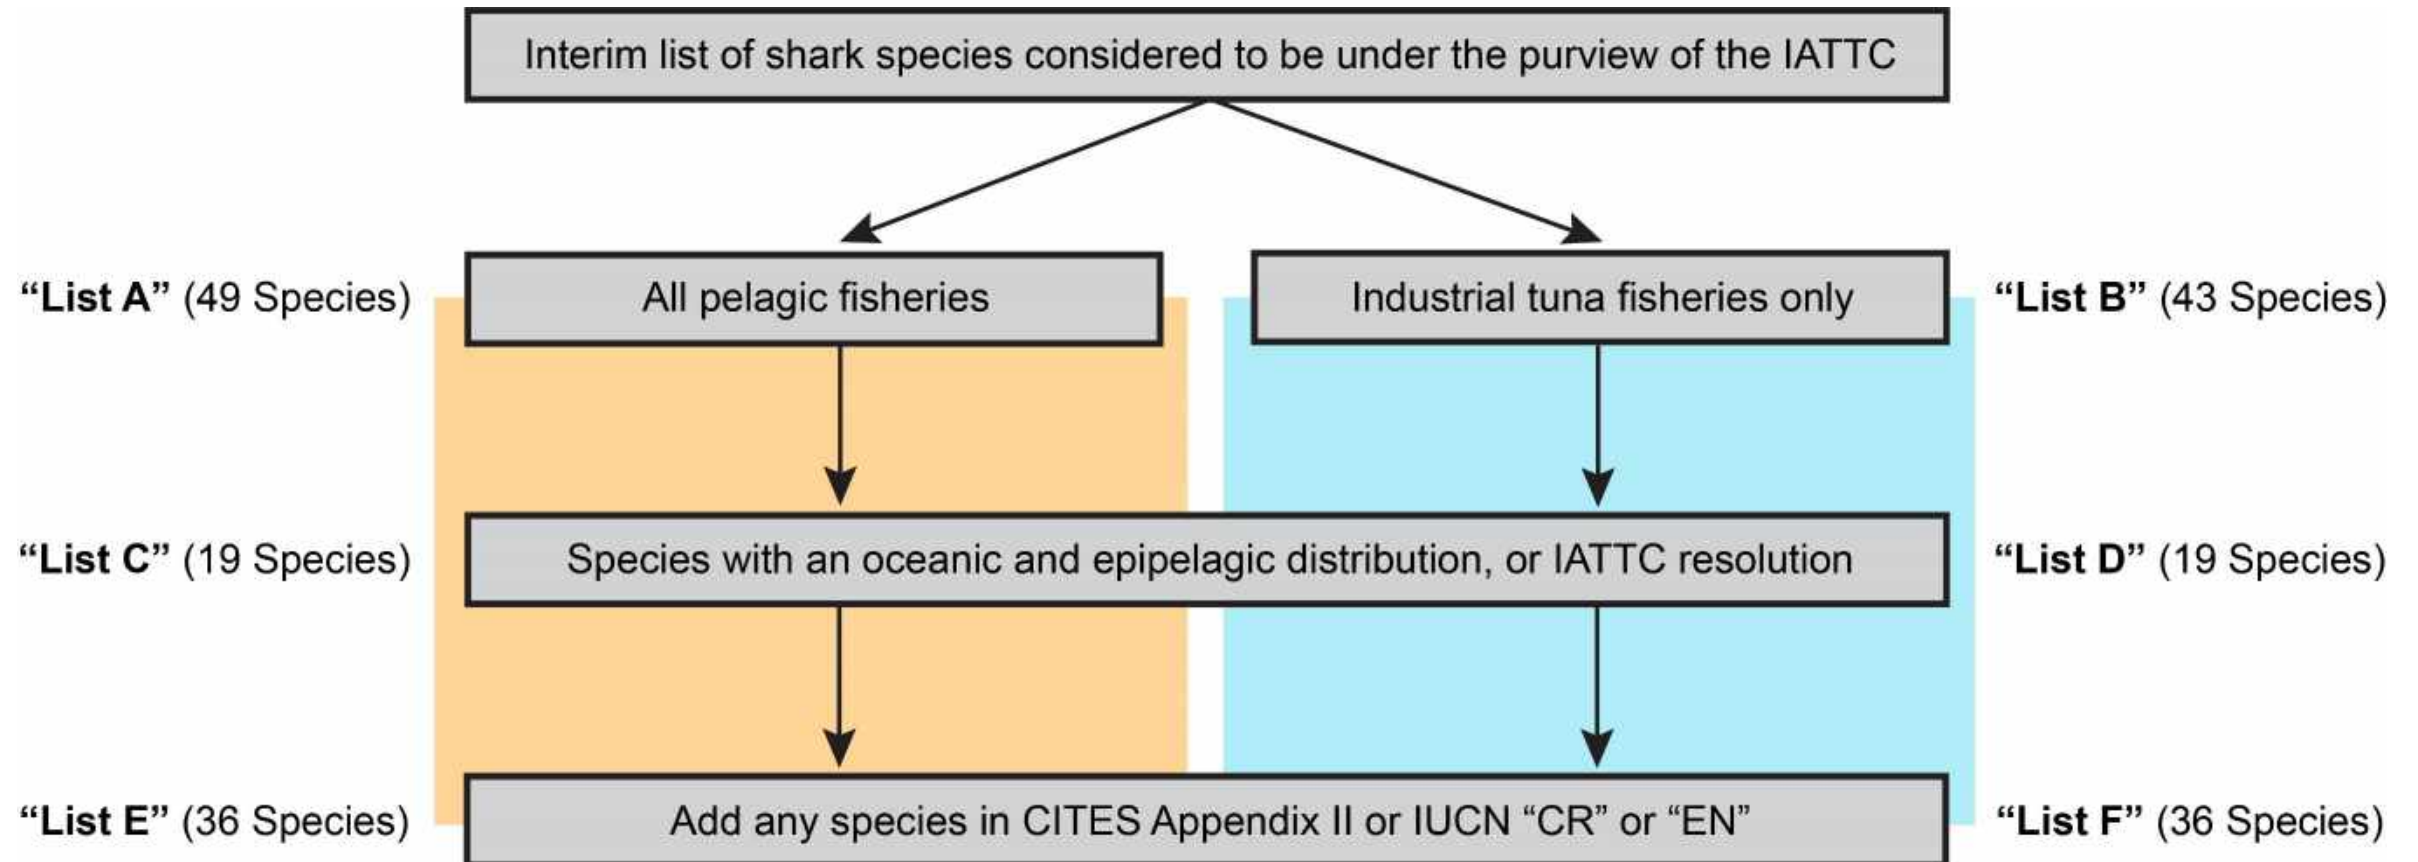 Interim list of shark species considered to be under the purview of the IATTC
“List A” (49 Species)
All pelagic fisheries
Industrial tuna fisheries only
“List B” (43 Species)
“List C” (19 Species)
Species with an oceanic and epipelagic distribution, or IATTC resolution
“List D” (19 Species)
“List E” (36 Species)
Add any species in CITES Appendix II or IUCN “CR” or “EN”
“List F” (36 Species)